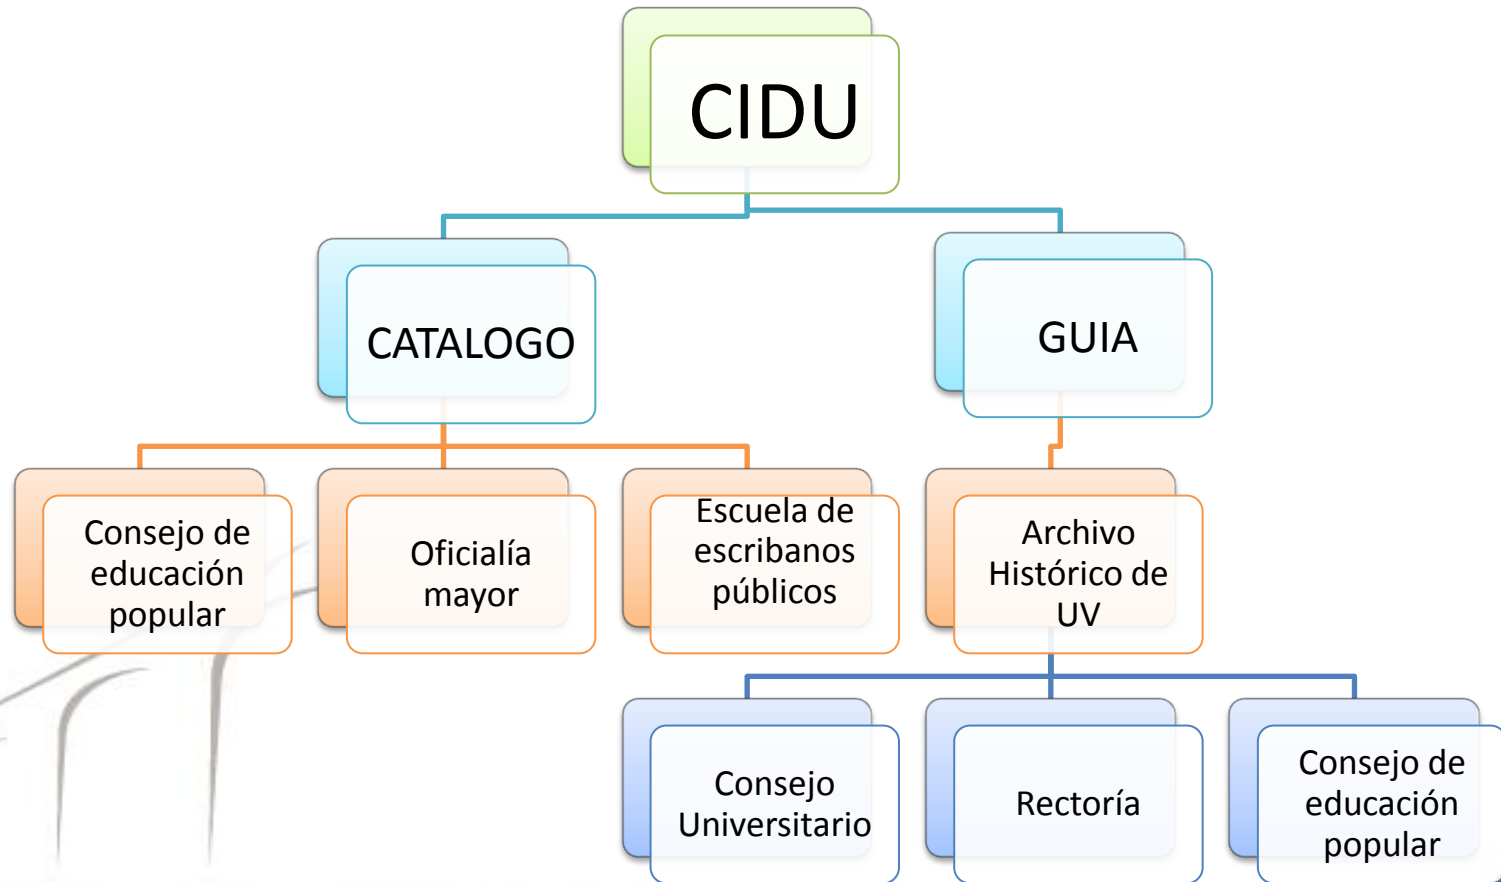 CIDU
CATALOGO
GUIA
Consejo de
educación
popular
Oficialía
mayor
Escuela de
escribanos
públicos
Archivo
Histórico de
UV
Consejo
Universitario
Rectoría
Consejo de
educación
popular